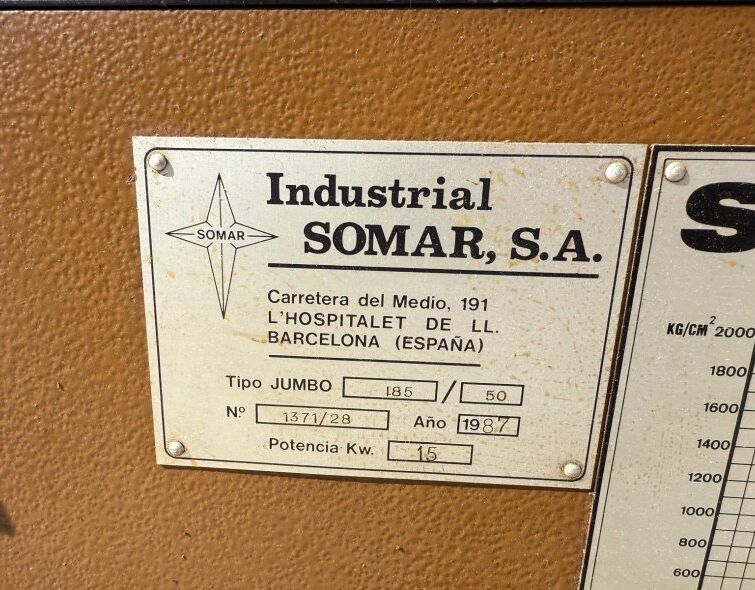 Industrial
SOMAR
SOMAR, S.A.
Carretera del Medio, 191
L'HOSPITALET DE LL.
BARCELONA (ESPAÑA)
Tipo JUMBO 185 / 50
Nº 1371/28 Año 1987
Potencia Kw. 15
S
KG/CM² 2000
1800
1600
1400
1200
1000
800
600